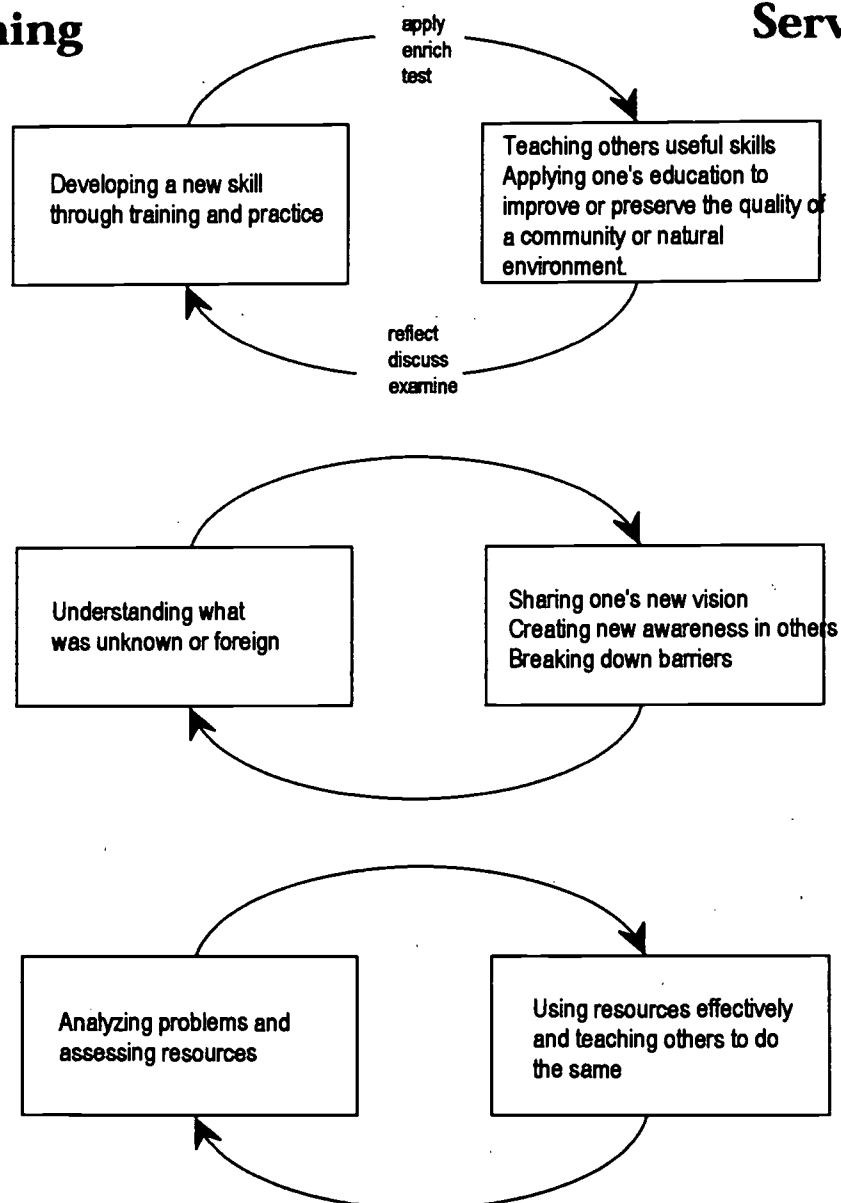 ning
Serv
apply
enrich
test
Developing a new skill
through training and practice
Teaching others useful skills
Applying one's education to
improve or preserve the quality of
a community or natural
environment.
reflect
discuss
examine
Understanding what
was unknown or foreign
Sharing one's new vision
Creating new awareness in others
Breaking down barriers
Analyzing problems and
assessing resources
Using resources effectively
and teaching others to do
the same